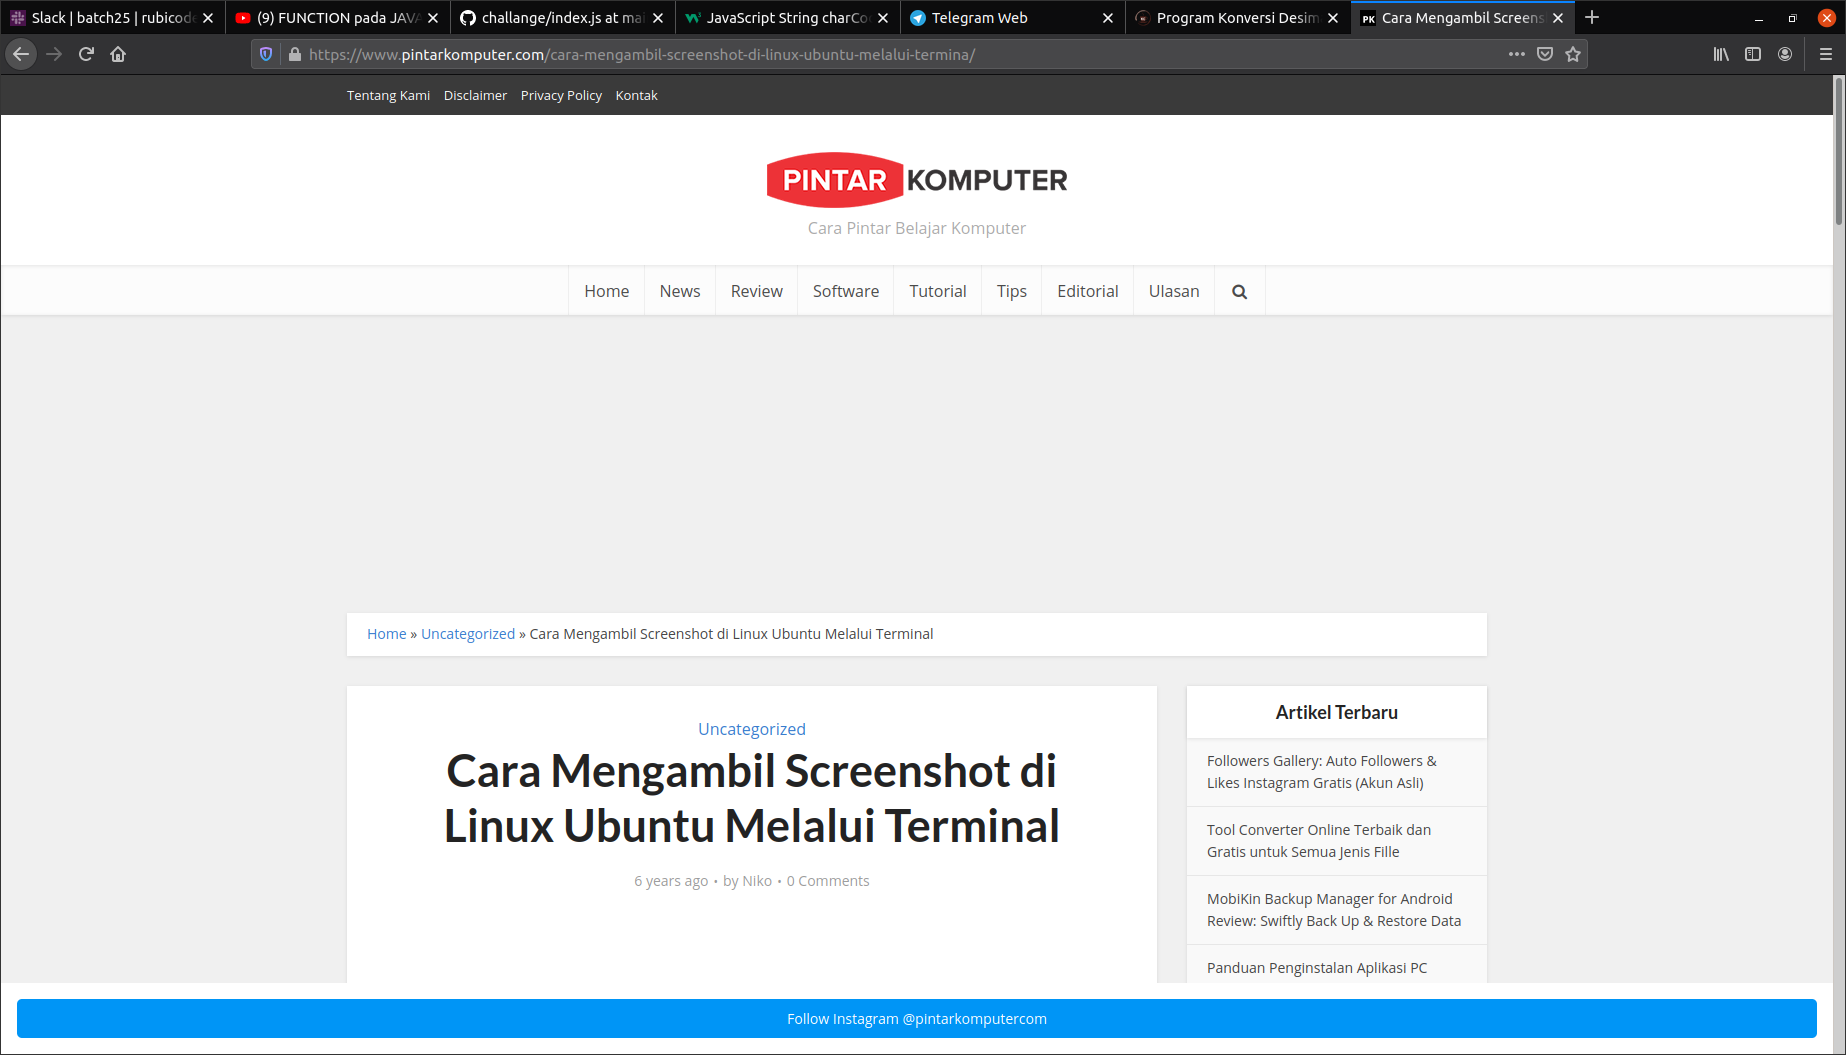 Slack | batch25 | rubicode
(9) FUNCTION pada JAVA
challange/index.js at mai
JavaScript String charCo
Telegram Web
Program Konversi Desim
Cara Mengambil Screens
https://www.pintarkomputer.com/cara-mengambil-screenshot-di-linux-ubuntu-melalui-termina/
Tentang Kami Disclaimer Privacy Policy Kontak
PINTAR KOMPUTER
Cara Pintar Belajar Komputer
Home News Review Software Tutorial Tips Editorial Ulasan
Home » Uncategorized » Cara Mengambil Screenshot di Linux Ubuntu Melalui Terminal
Uncategorized
Cara Mengambil Screenshot di
Linux Ubuntu Melalui Terminal
6 years ago • by Niko • 0 Comments
Artikel Terbaru
Followers Gallery: Auto Followers &
Likes Instagram Gratis (Akun Asli)
Tool Converter Online Terbaik dan
Gratis untuk Semua Jenis Fille
MobiKin Backup Manager for Android
Review: Swiftly Back Up & Restore Data
Panduan Penginstalan Aplikasi PC
Follow Instagram @pintarkomputercom